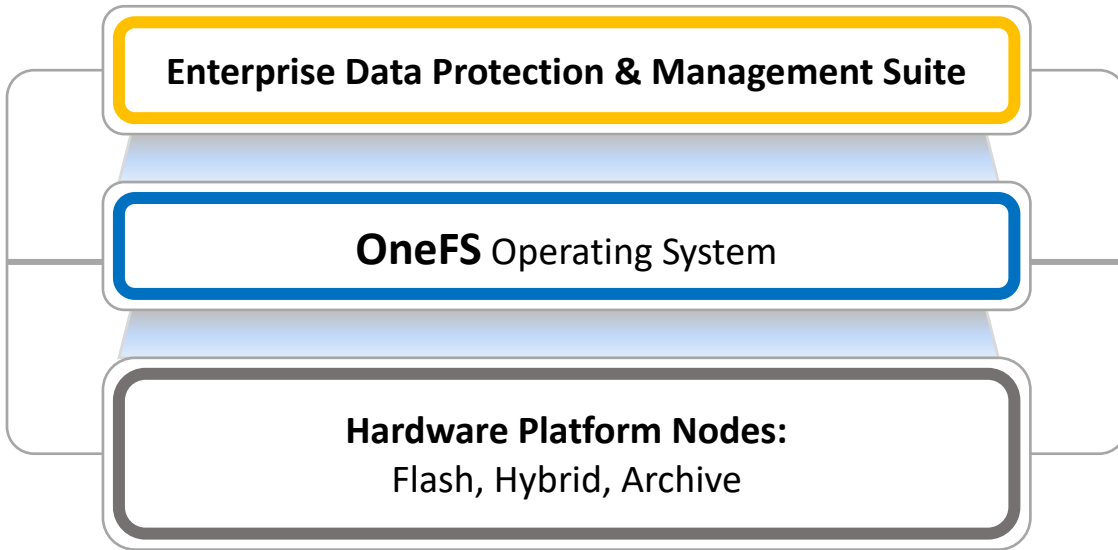 Enterprise Data Protection & Management Suite
OneFS Operating System
Hardware Platform Nodes:
Flash, Hybrid, Archive